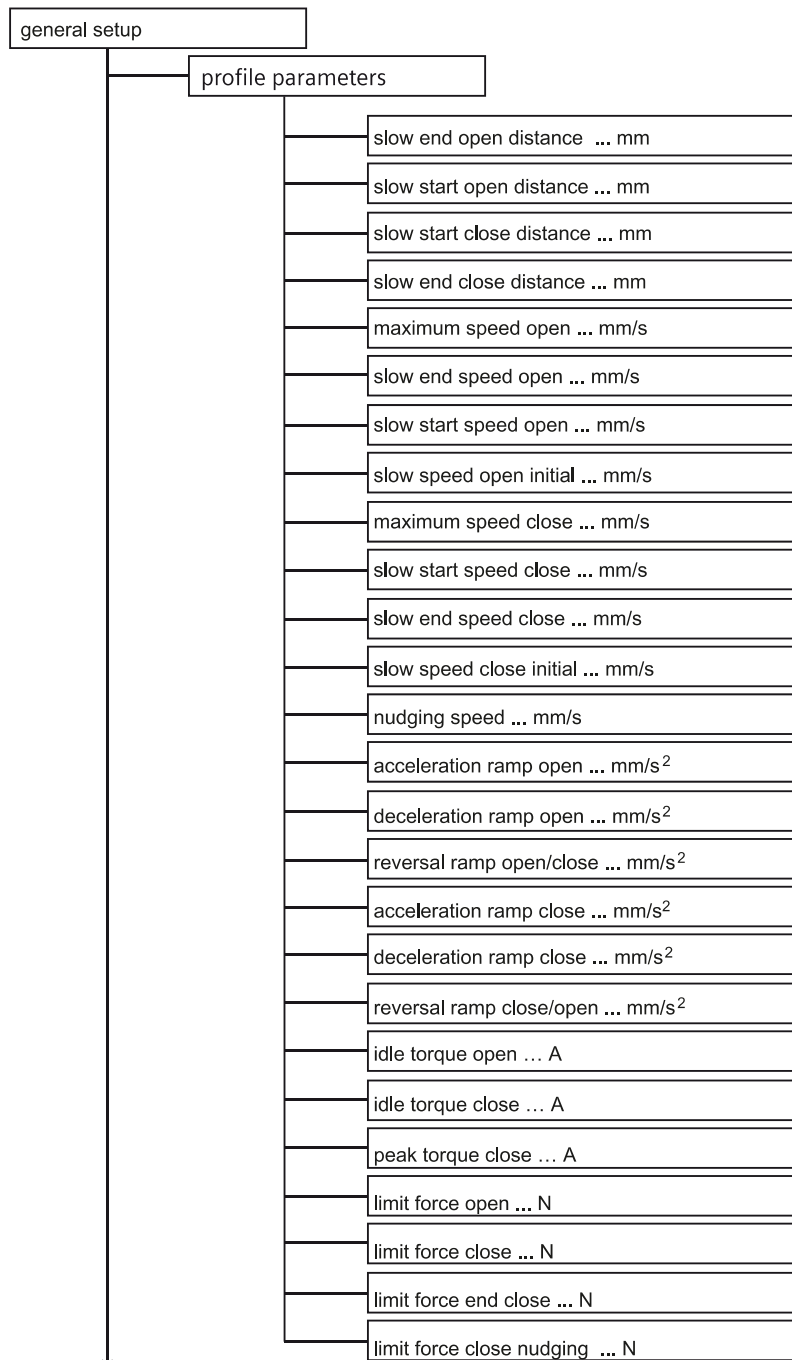 general setup
profile parameters
slow end open distance ... mm
slow start open distance ... mm
slow start close distance ... mm
slow end close distance ... mm
maximum speed open ... mm/s
slow end speed open ... mm/s
slow start speed open ... mm/s
slow speed open initial ... mm/s
maximum speed close ... mm/s
slow start speed close ... mm/s
slow end speed close ... mm/s
slow speed close initial ... mm/s
nudging speed ... mm/s
acceleration ramp open ... mm/s²
deceleration ramp open ... mm/s²
reversal ramp open/close ... mm/s²
acceleration ramp close ... mm/s²
deceleration ramp close ... mm/s²
reversal ramp close/open ... mm/s²
idle torque open … A
idle torque close … A
peak torque close … A
limit force open ... N
limit force close ... N
limit force end close ... N
limit force close nudging ... N